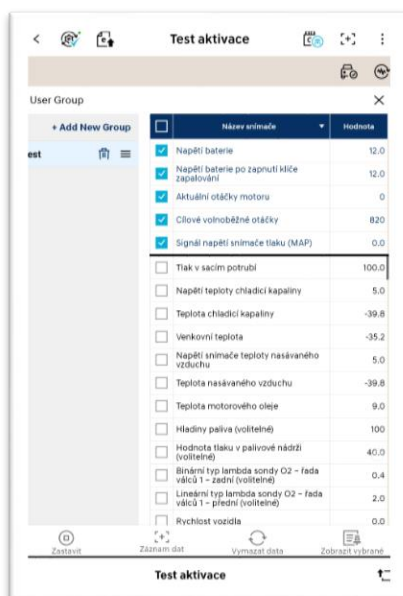 Test aktivace
User Group
+ Add New Group
Název snímače
Hodnota
est
Napětí baterie
12.0
Napětí baterie po zapnutí klíče
zapalování
12.0
Aktuální otáčky motoru
0
Cílové volnoběžné otáčky
820
Signál napětí snímače tlaku (MAP)
0.0
Tlak v sacím potrubí
100.0
Napětí teploty chladicí kapaliny
5.0
Teplota chladicí kapaliny
-39.8
Venkovní teplota
-35.2
Napětí snímače teploty nasávaného
vzduchu
5.0
Teplota nasávaného vzduchu
-39.8
Teplota motorového oleje
9.0
Hladiny paliva (volitelné)
100
Hodnota tlaku v palivové nádrži
(volitelné)
40.0
Binární typ lambda sondy O2 – řada
válců 1 – zadní (volitelné)
0.4
Lineární typ lambda sondy O2 – řada
válců 1 – přední (volitelné)
2.0
Rychlost vozidla
0.0
Zastavit
Záznam dat
Vymazat data
Zobrazit vybrané
Test aktivace